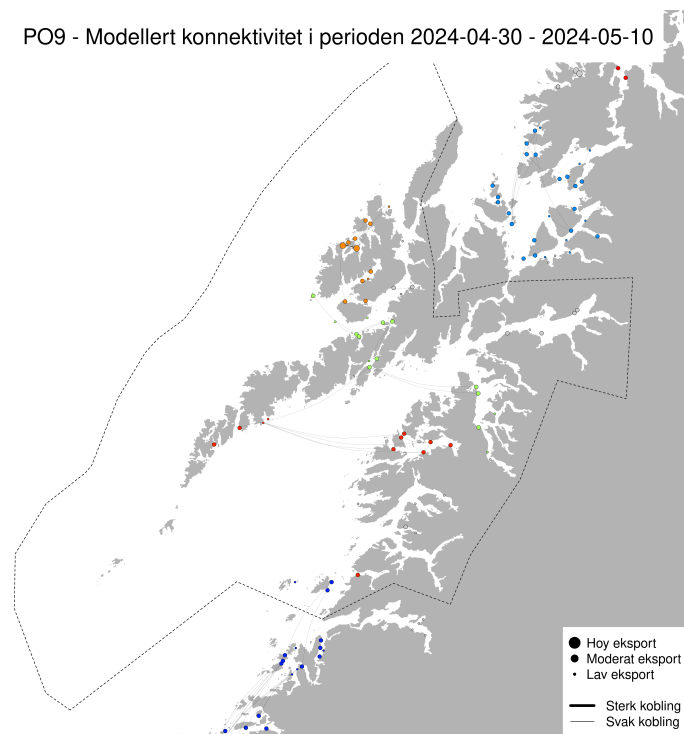 PO9 - Modellert konnektivitet i perioden 2024-04-30 - 2024-05-10
Hoy eksport
Moderat eksport
Lav eksport
Sterk kobling
Svak kobling